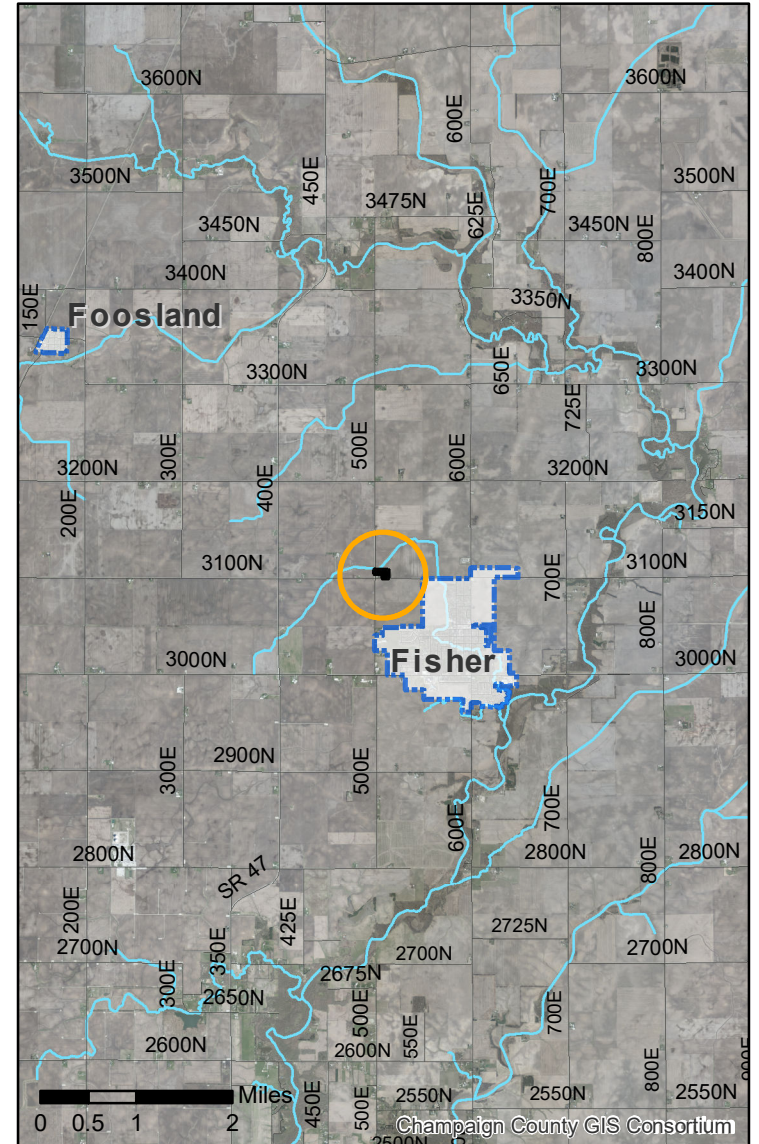 3600N
3600N
600E
3500N
450E
3475N
625E
700E
3500N
3450N
3450N
800E
3400N
3400N
150E
Foosland
3350N
3300N
650E
725E
3300N
3200N
300E
400E
500E
600E
3200N
200E
3150N
3100N
700E
3100N
800E
3000N
Fisher
3000N
2900N
300E
500E
600E
700E
2800N
SR 47
2800N
800E
2800N
200E
425E
2725N
2700N
350E
2700N
2700N
300E
2675N
2650N
500E
550E
700E
2600N
2600N
800E
Miles
450E
500E
2550N
2550N
2550N
0 0.5 1 2
Champaign County GIS Consortium